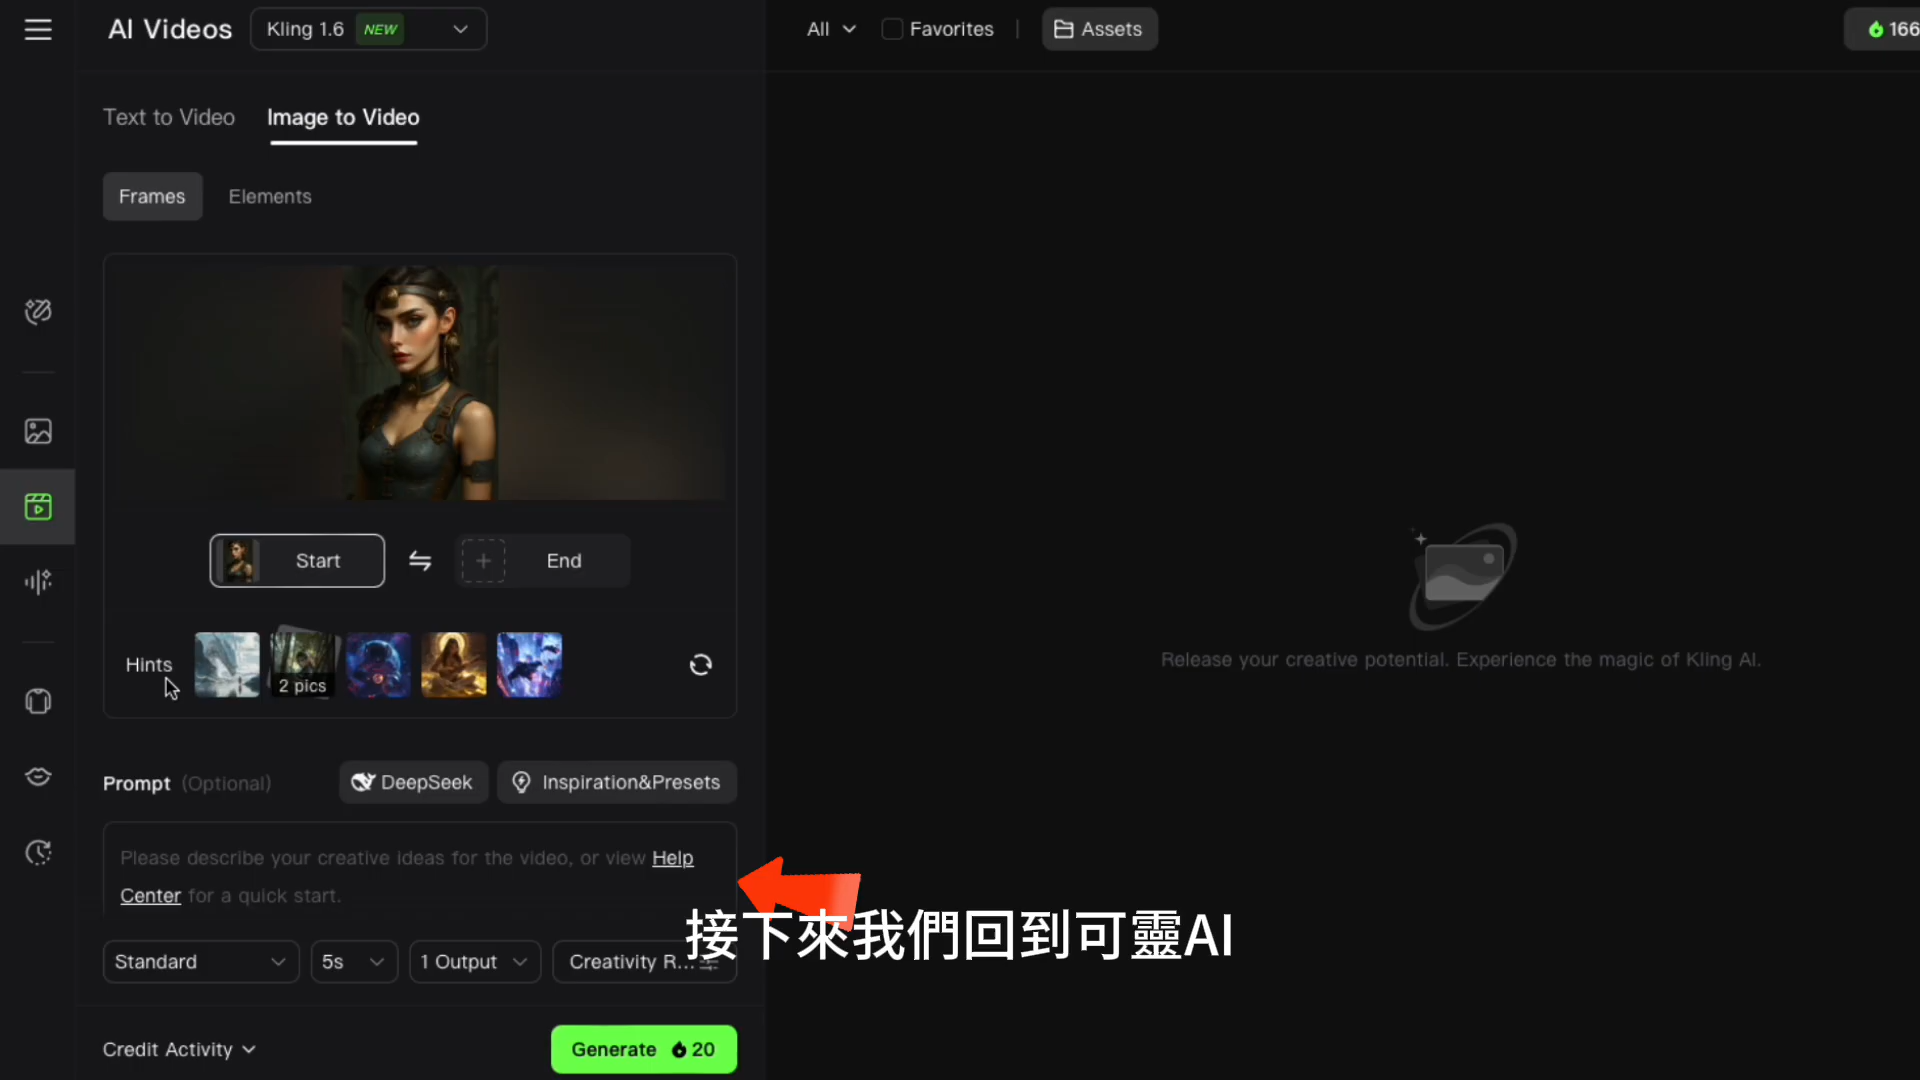 AI Videos
Kling 1.6 NEW
All
Favorites
Assets
166
Text to Video
Image to Video
Frames
Elements
Start
End
Hints
2 pics
Prompt (Optional)
DeepSeek
Inspiration&Presets
Please describe your creative ideas for the video, or view Help
Center for a quick start.
Standard
5s
1 Output
Creativity R...
Credit Activity
Generate 20
Release your creative potential. Experience the magic of Kling AI.
接下來我們回到可靈AI